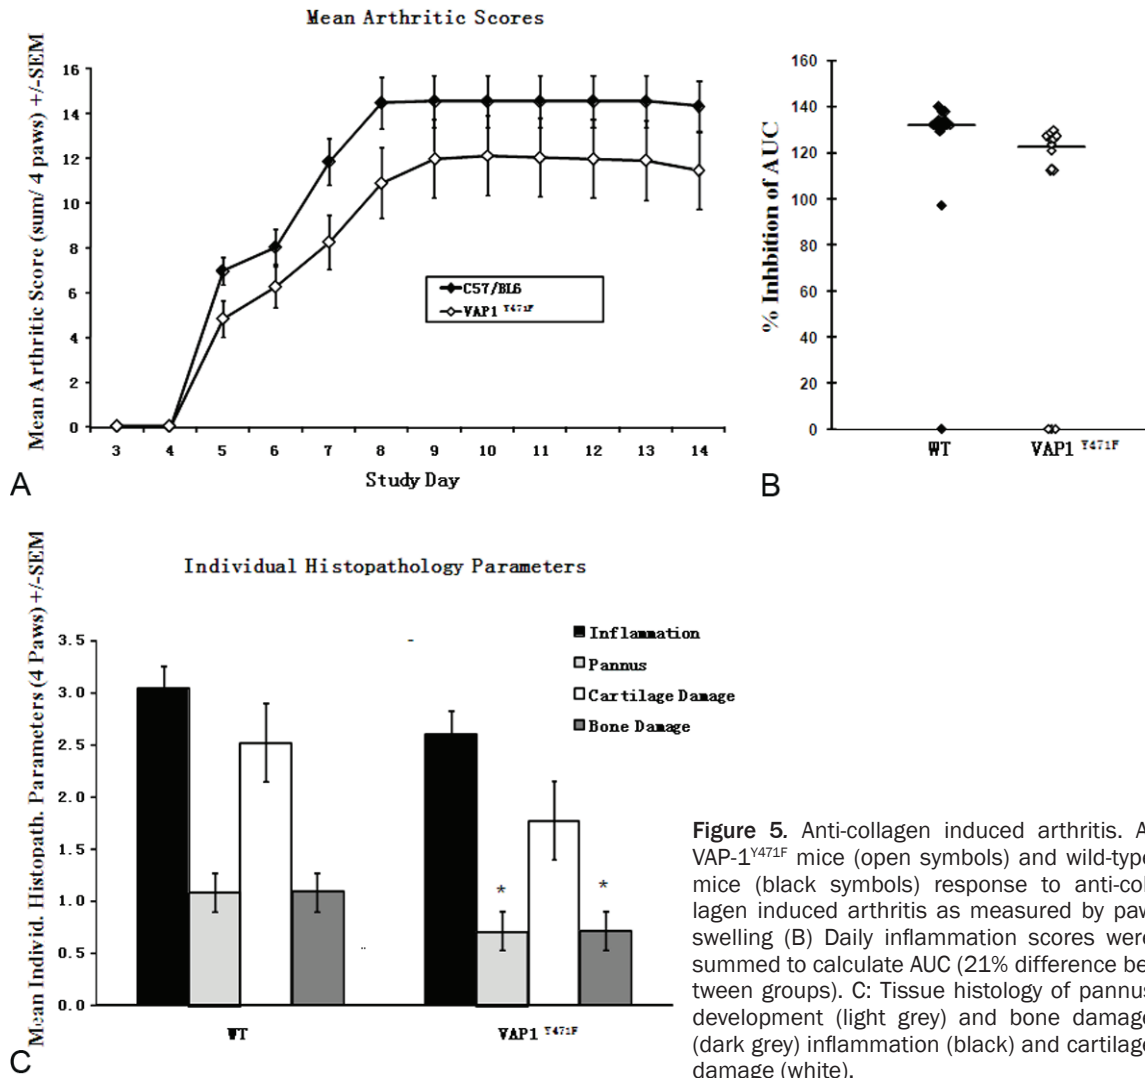 Mean Arthritic Scores
Mean Arthritic Score (sum/ 4 paws) +/-SEM
16
14
12
10
8
6
4
2
0
3 4 5 6 7 8 9 10 11 12 13 14
Study Day
C57/BL6
VAP1 Y471F
A
% Inhbition of AUC
160
140
120
100
80
60
40
20
0
WT VAP1 Y471F
B
Individual Histopathology Parameters
Mean Individ. Histopath. Parameters (4 Paws) +/-SEM
3.5
3.0
2.5
2.0
1.5
1.0
0.5
0.0
Inflammation
Pannus
Cartilage Damage
Bone Damage
* *
WT VAP1 Y471F
C
Figure 5. Anti-collagen induced arthritis. A
VAP-1Y471F mice (open symbols) and wild-type
mice (black symbols) response to anti-col
lagen induced arthritis as measured by paw
swelling (B) Daily inflammation scores were
summed to calculate AUC (21% difference be
tween groups). C: Tissue histology of pannus
development (light grey) and bone damage
(dark grey) inflammation (black) and cartilage
damage (white).